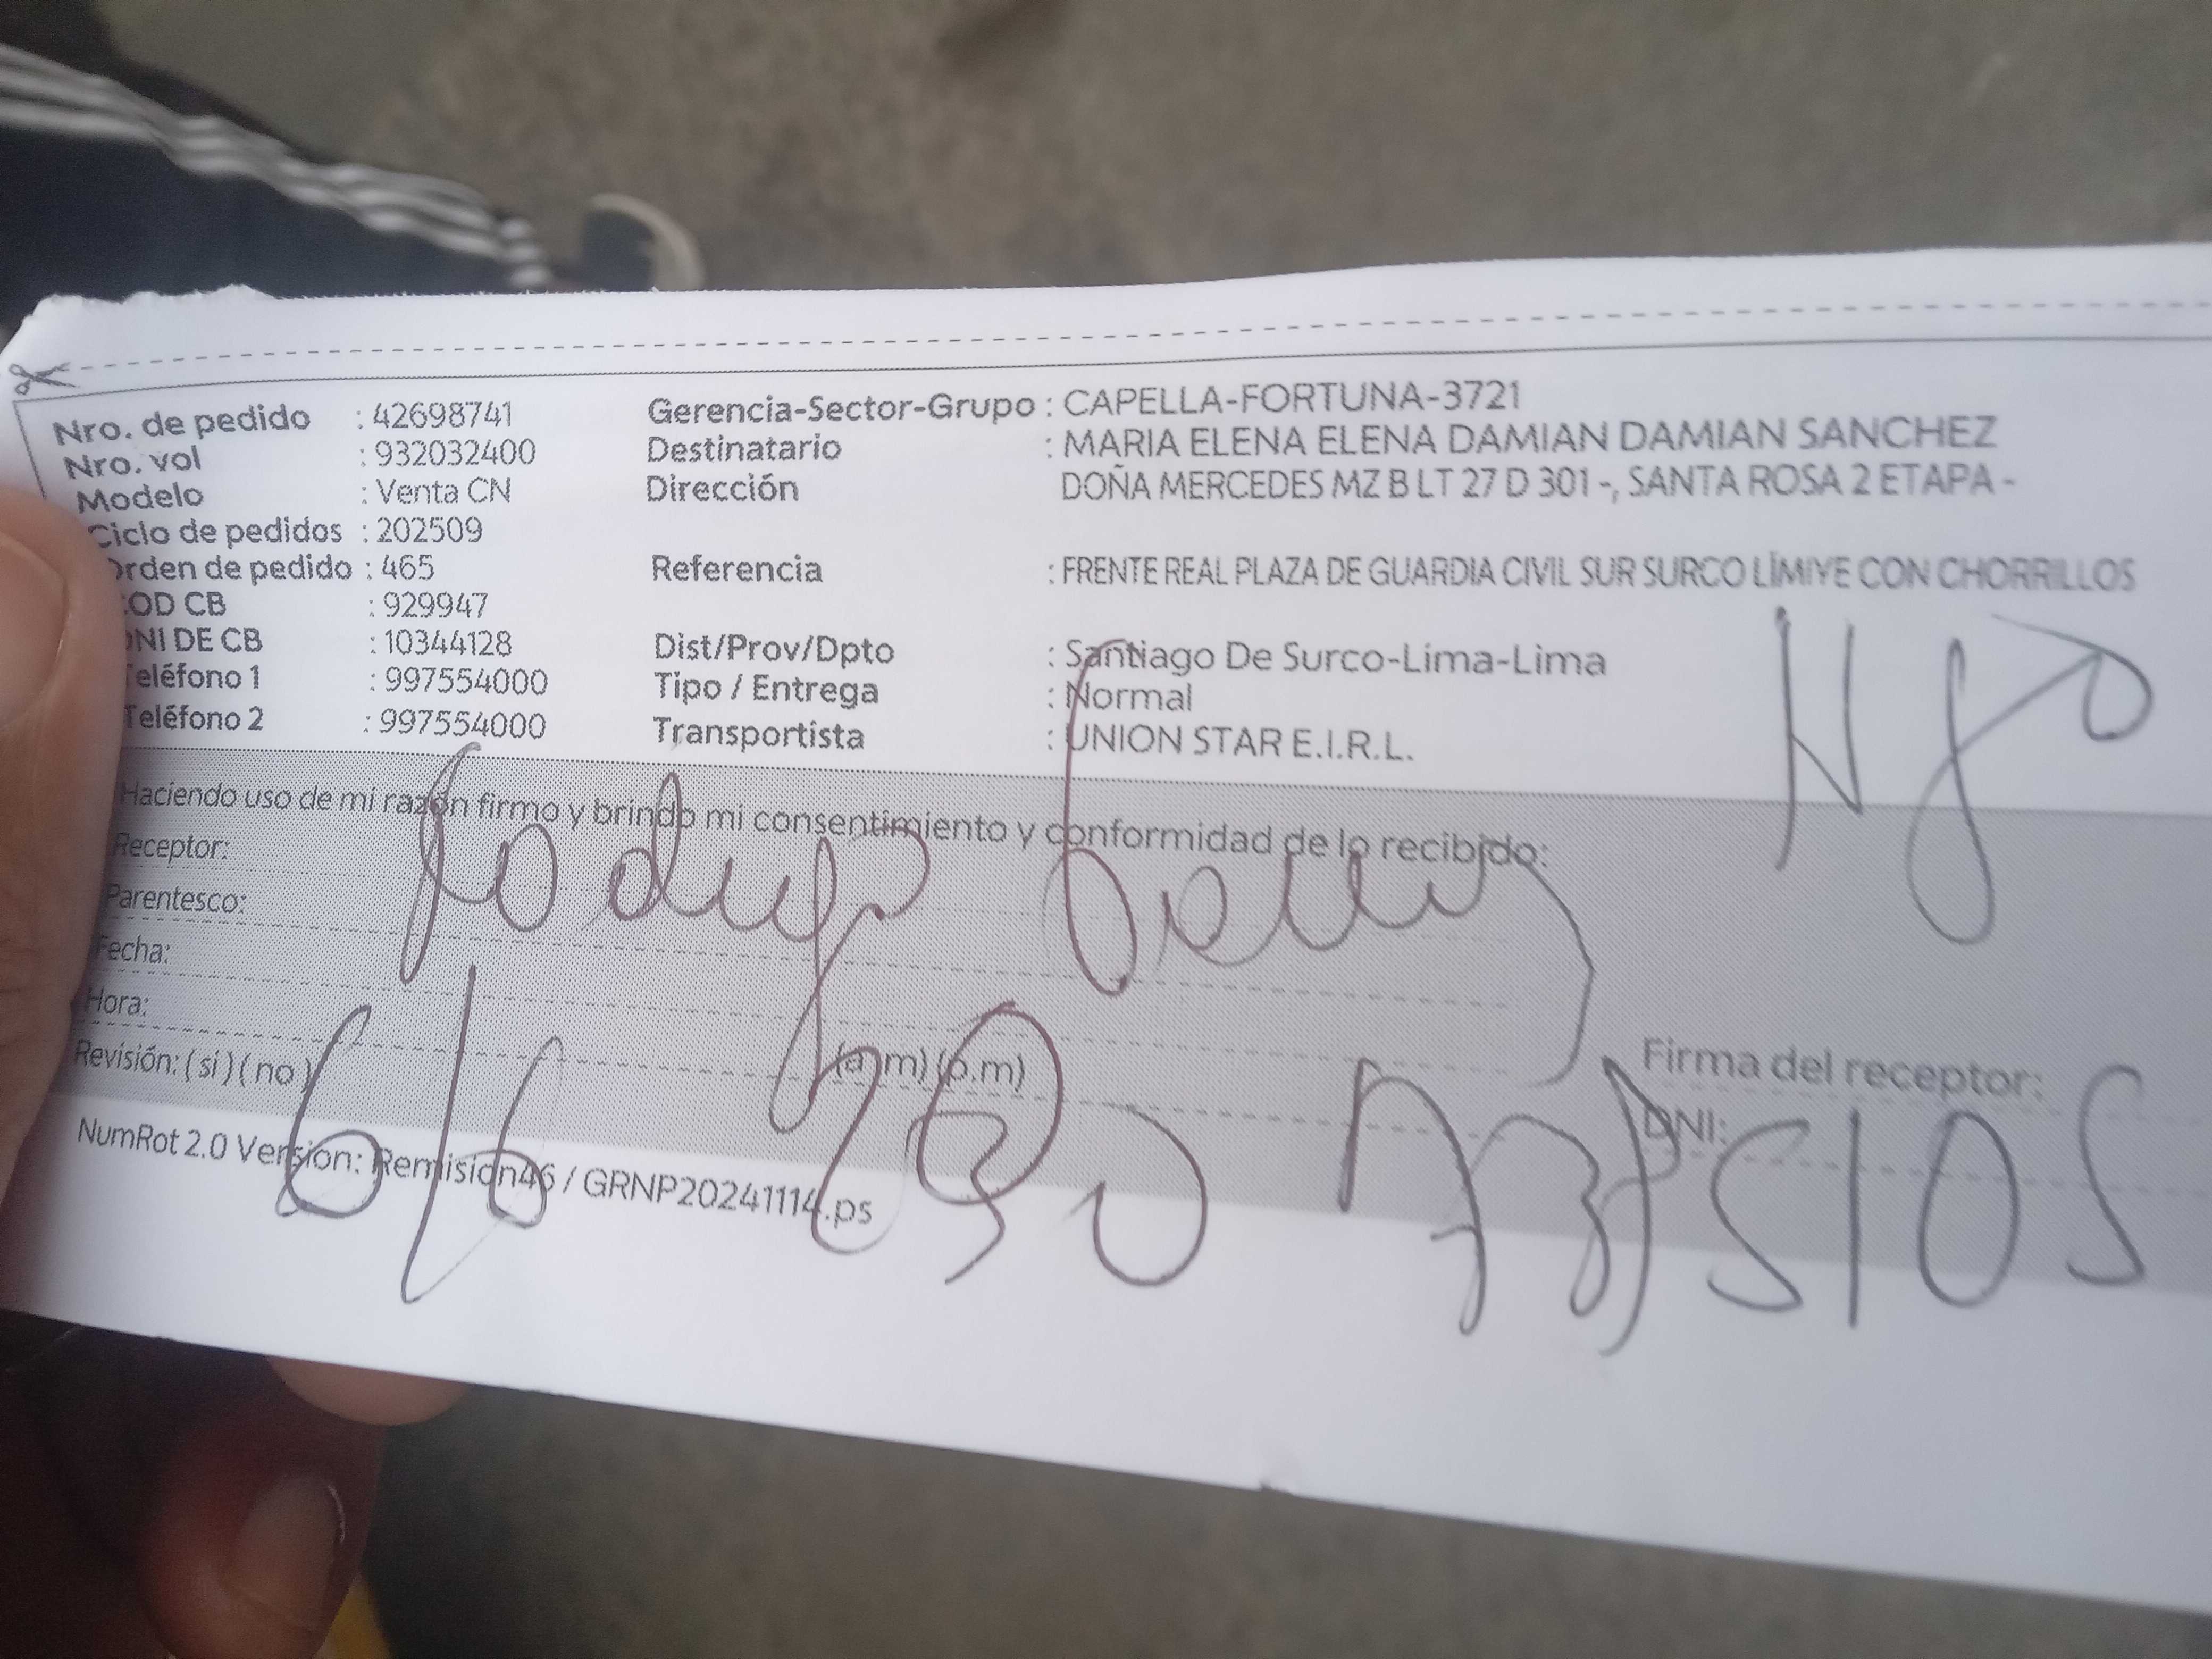 Nro. de pedido : 42698741
Nro. vol : 932032400
Modelo : Venta CN
Ciclo de pedidos : 202509
Orden de pedido : 465
COD CB : 929947
DNI DE CB : 10344128
Teléfono 1 : 997554000
Teléfono 2 : 997554000
Gerencia-Sector-Grupo : CAPELLA-FORTUNA-3721
Destinatario : MARIA ELENA ELENA DAMIAN DAMIAN SANCHEZ
Dirección DOÑA MERCEDES MZ B LT 27 D 301 -, SANTA ROSA 2 ETAPA -
Referencia : FRENTE REAL PLAZA DE GUARDIA CIVIL SUR SURCO LÍMIYE CON CHORRILLOS
Dist/Prov/Dpto : Santiago De Surco-Lima-Lima
Tipo / Entrega : Normal
Transportista : UNION STAR E.I.R.L.
Haciendo uso de mi razón firmo y brindo mi consentimiento y conformidad de lo recibido:
Receptor:
Parentesco:
Fecha:
Hora:
(a.m) (p.m)
Revisión: ( si ) ( no )
6/6
Firma del receptor:
DNI:
NumRot 2.0 Version: Remision46 / GRNP20241114.ps